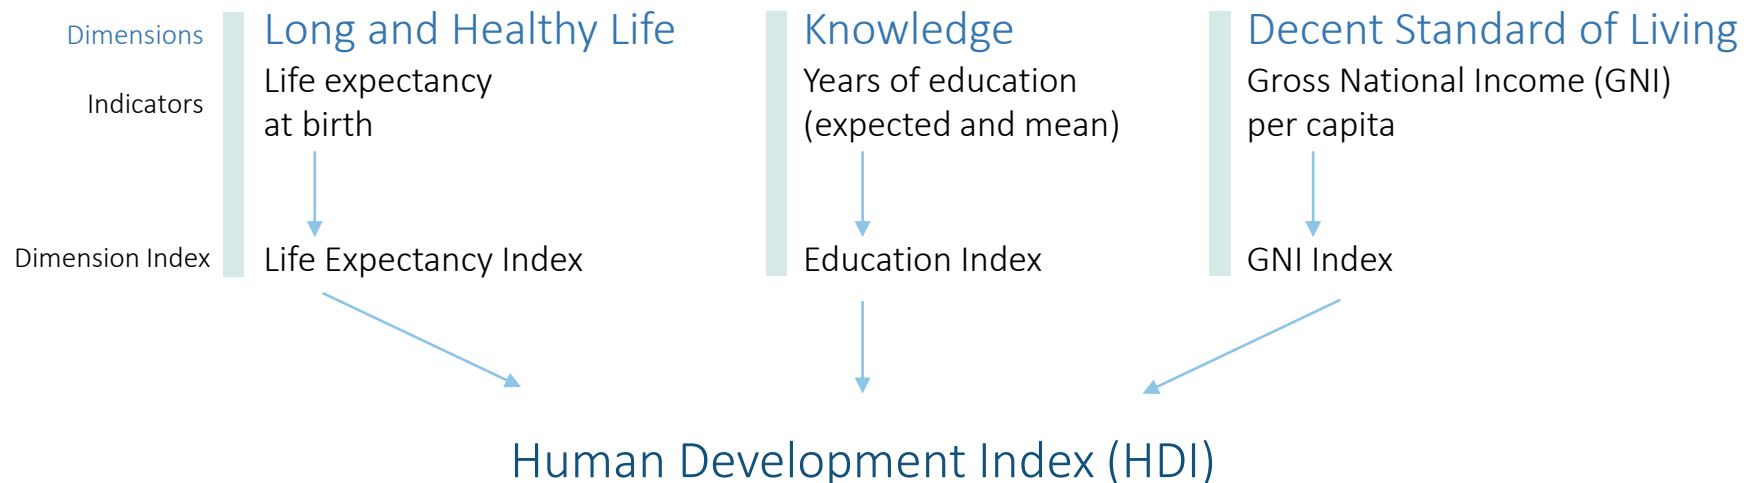 Dimensions
Long and Healthy Life
Knowledge
Decent Standard of Living
Indicators
Life expectancy
at birth
Years of education
(expected and mean)
Gross National Income (GNI)
per capita
Dimension Index
Life Expectancy Index
Education Index
GNI Index
Human Development Index (HDI)